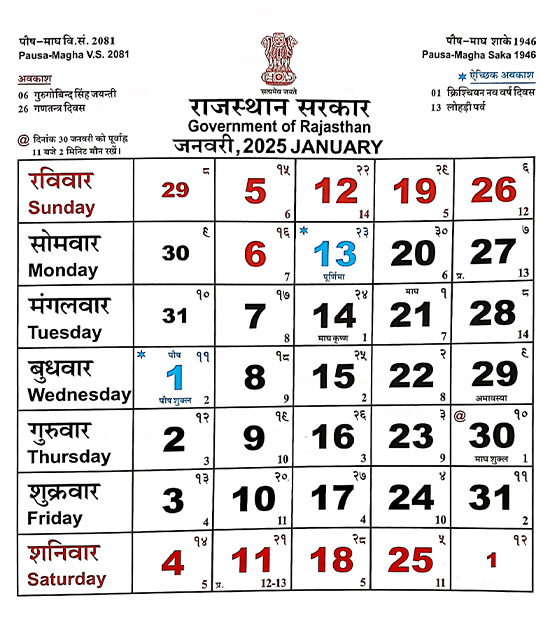 पौष-माघ वि.सं. 2081
Pausa-Magha V.S. 2081
पौष-माघ शाके 1946
Pausa-Magha Saka 1946
सत्यमेव जयते
अवकाश
06 गुरुगोबिन्द सिंह जयन्ती
26 गणतन्त्र दिवस
* ऐच्छिक अवकाश
01 क्रिश्चियन नव वर्ष दिवस
13 लोहड़ी पर्व
राजस्थान सरकार
Government of Rajasthan
@ दिनांक 30 जनवरी को पूर्वाह्न
11 बजे 2 मिनिट मौन रखें।
जनवरी, 2025 JANUARY
रविवार
Sunday
29 ८
5 १५ 6
12 २२ 14
19 २९ 5
26 ६ 12
सोमवार
Monday
30 ९
6 १६ 7
* 13 २३ पूर्णिमा
20 ३० 6
27 ७ प्र. 13
मंगलवार
Tuesday
31 १०
7 १७ 8
14 २४ माघ कृष्ण 1
माघ १ 21 7
28 ८ 14
बुधवार
Wednesday
* पौष ११ 1 पौष शुक्ल 2
8 १८ 9
15 २५ 2
22 २ 8
29 ९ अमावस्या
गुरुवार
Thursday
2 १२ 3
9 १९ 10
16 २६ 3
23 ३ 9
@ 30 १० माघ शुक्ल 1
शुक्रवार
Friday
3 १३ 4
10 २० 11
17 २७ 4
24 ४ 10
31 ११ 2
शनिवार
Saturday
4 १४ 5
11 २१ प्र. 12-13
18 २८ 5
25 ५ 11
1 १२